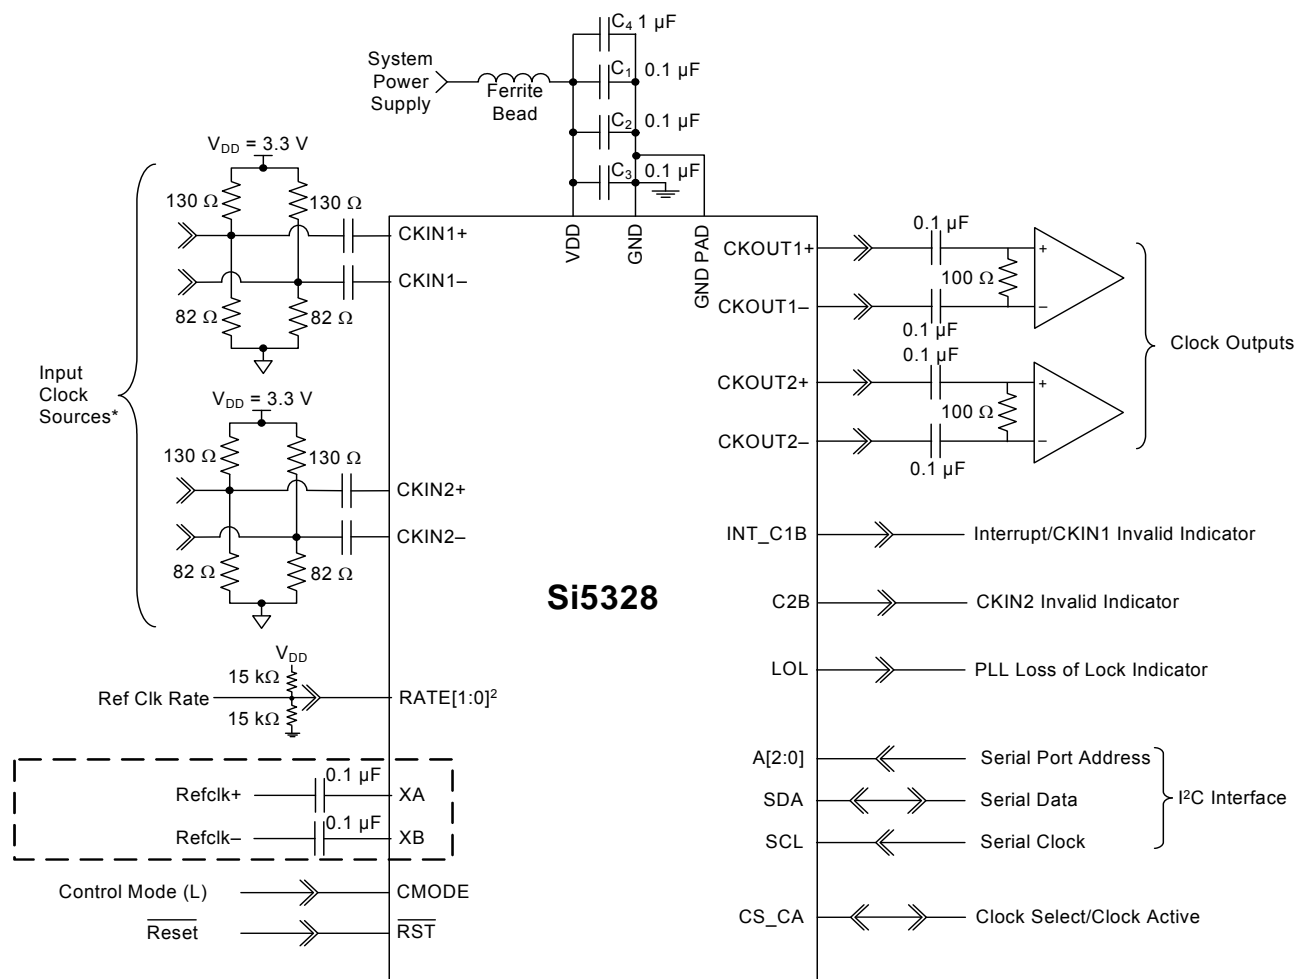 C4 1 µF
System
Power
Supply
Ferrite
Bead
C1 0.1 µF
C2 0.1 µF
C3 0.1 µF
VDD = 3.3 V
130 Ω
130 Ω
CKIN1+
CKIN1–
82 Ω
82 Ω
VDD
GND
GND PAD
CKOUT1+
0.1 µF
100 Ω
+
–
CKOUT1–
0.1 µF
Input
Clock
Sources*
VDD = 3.3 V
130 Ω
130 Ω
CKIN2+
CKIN2–
82 Ω
82 Ω
0.1 µF
CKOUT2+
100 Ω
+
–
CKOUT2–
0.1 µF
Clock Outputs
Si5328
INT_C1B
Interrupt/CKIN1 Invalid Indicator
C2B
CKIN2 Invalid Indicator
LOL
PLL Loss of Lock Indicator
VDD
15 kΩ
Ref Clk Rate
15 kΩ
RATE[1:0]²
Refclk+
0.1 µF
XA
Refclk–
0.1 µF
XB
A[2:0]
Serial Port Address
SDA
Serial Data
SCL
Serial Clock
I²C Interface
Control Mode (L)
CMODE
Reset
RST
CS_CA
Clock Select/Clock Active